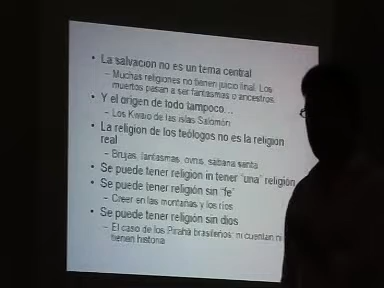 • La salvacion no es un tema central
– Muchas religiones no tienen juicio final. Los
muertos pasan a ser fantasmas o ancestros.
• Y el origen de todo tampoco...
– Los Kwaio de las islas Salomón
• La religion de los teólogos no es la religión
real
– Brujas, fantasmas, ovnis, sabana santa
• Se puede tener religion in tener "una" religión
• Se puede tener religión sin "fe"
– Creer en las montañas y los ríos
• Se puede tener religión sin dios
– El caso de los Pirahã brasileños: ni cuentan ni
tienen historia